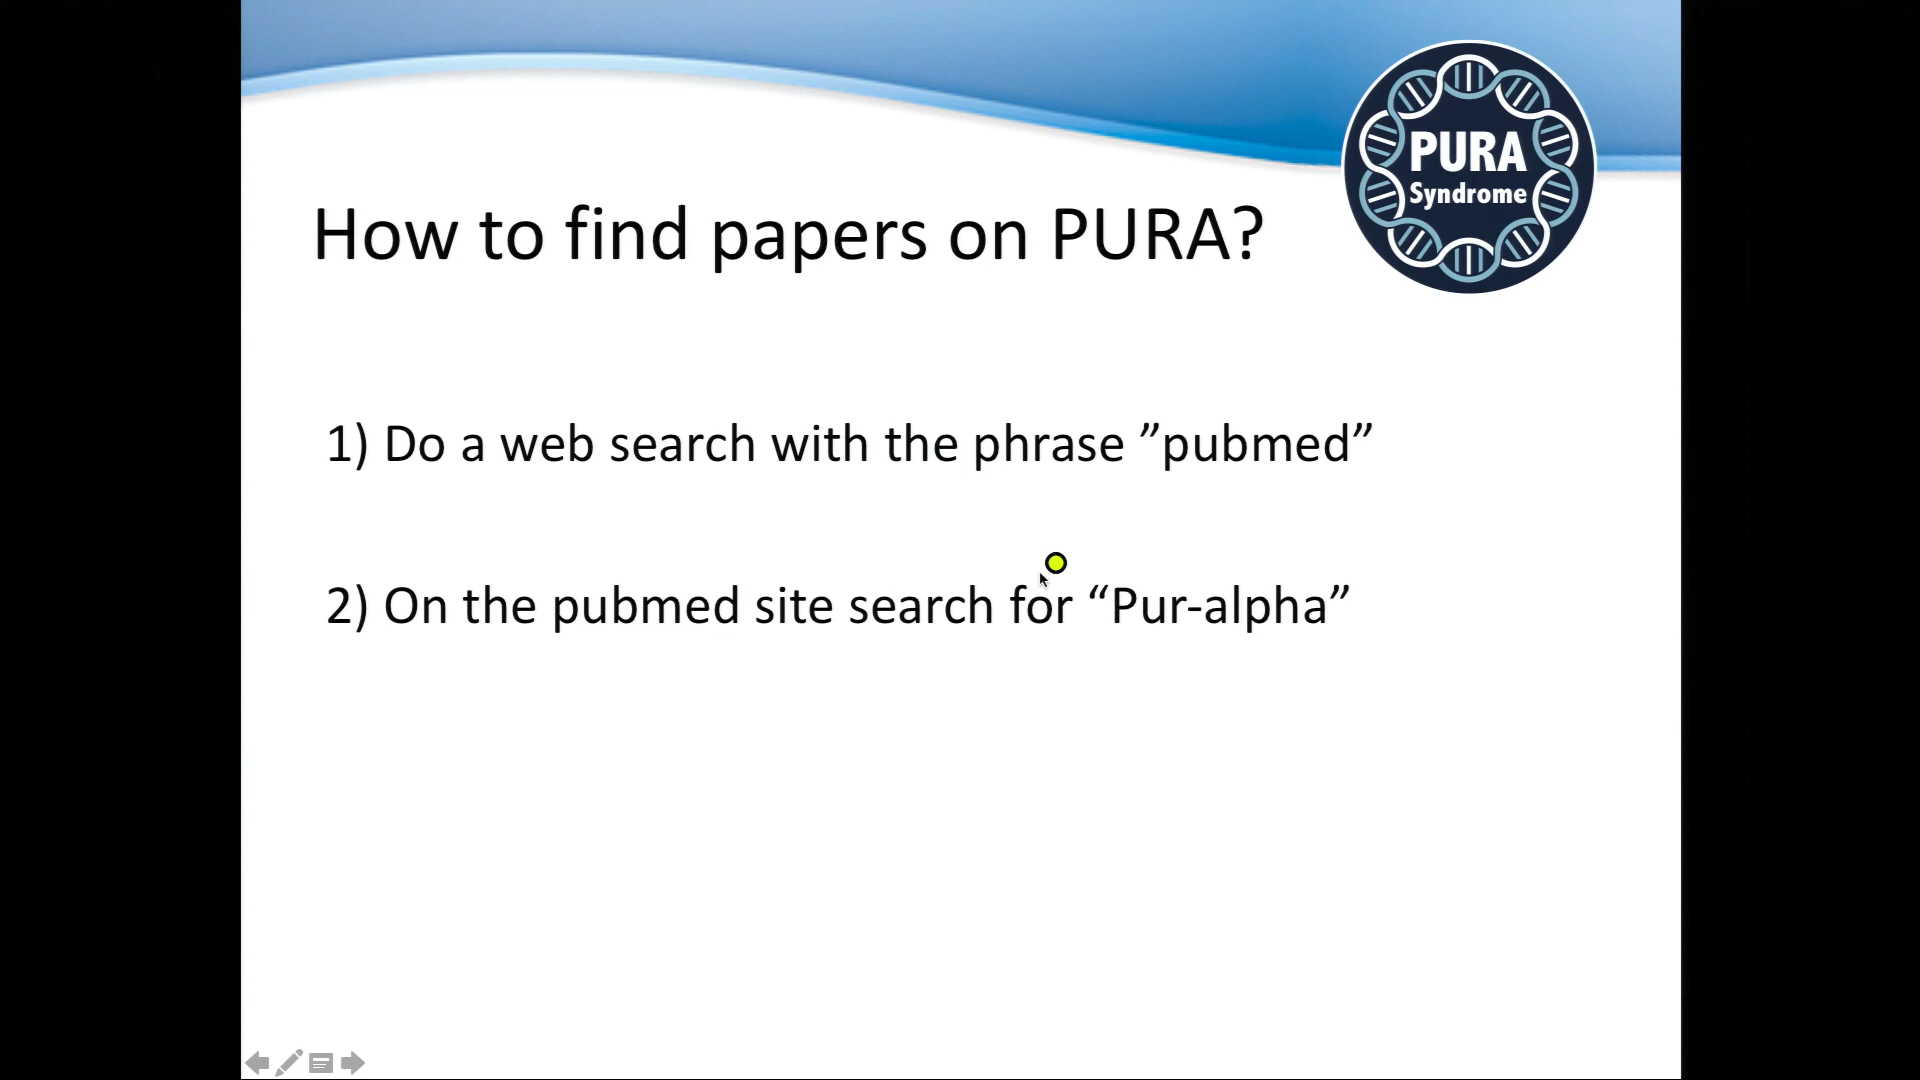 PURA
Syndrome
How to find papers on PURA?
1) Do a web search with the phrase ”pubmed”
2) On the pubmed site search for “Pur-alpha”